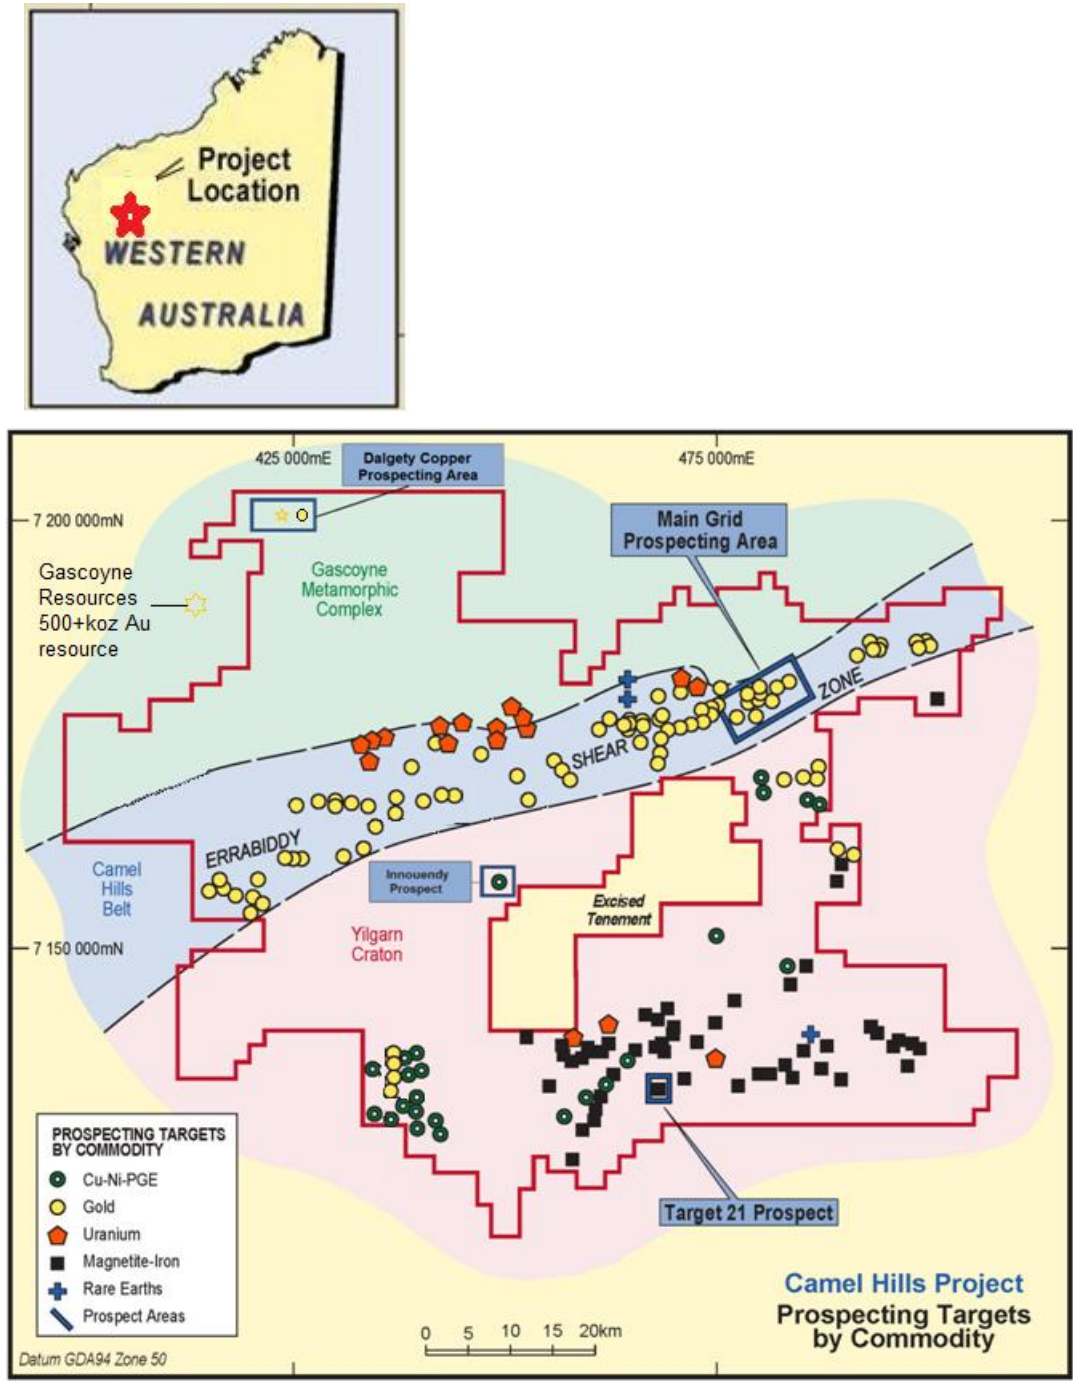 Project
Location
WESTERN
AUSTRALIA
425 000mE
475 000mE
Dalgety Copper
Prospecting Area
7 200 000mN
Main Grid
Prospecting Area
Gascoyne
Resources
500+koz Au
resource
Gascoyne
Metamorphic
Complex
ZONE
SHEAR
ERRABIDDY
Camel
Hills
Belt
Innouendy
Prospect
Excised
Tenement
7 150 000mN
Yilgarn
Craton
PROSPECTING TARGETS
BY COMMODITY
Cu-Ni-PGE
Gold
Uranium
Magnetite-Iron
Rare Earths
Prospect Areas
Target 21 Prospect
Camel Hills Project
Prospecting Targets
by Commodity
0 5 10 15 20km
Datum GDA94 Zone 50